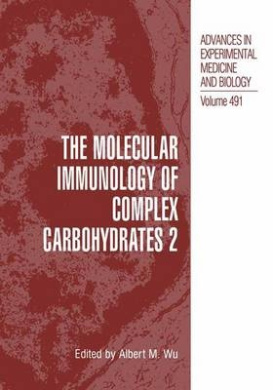 ADVANCES IN
EXPERIMENTAL
MEDICINE
AND BIOLOGY
Volume 491
THE MOLECULAR
IMMUNOLOGY OF
COMPLEX
CARBOHYDRATES 2
Edited by Albert M. Wu